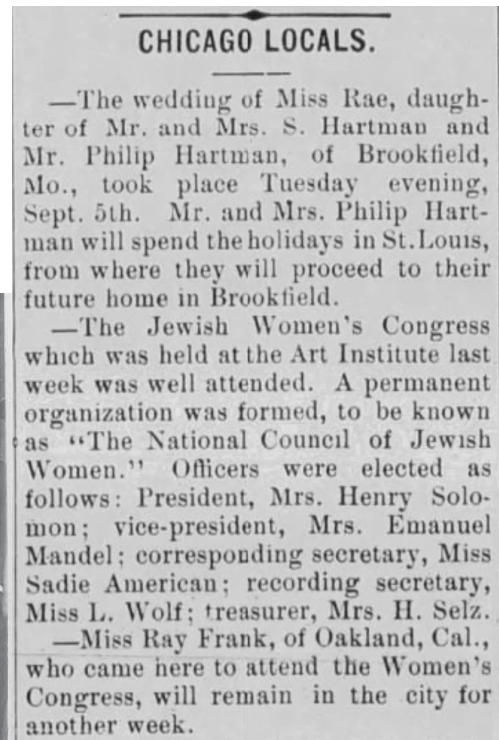 CHICAGO LOCALS.
—The wedding of Miss Rae, daugh-
ter of Mr. and Mrs. S. Hartman and
Mr. Philip Hartman, of Brookfield,
Mo., took place Tuesday evening,
Sept. 5th. Mr. and Mrs. Philip Hart-
man will spend the holidays in St. Louis,
from where they will proceed to their
future home in Brookfield.
—The Jewish Women's Congress
which was held at the Art Institute last
week was well attended. A permanent
organization was formed, to be known
as "The National Council of Jewish
Women." Officers were elected as
follows: President, Mrs. Henry Solo-
mon; vice-president, Mrs. Emanuel
Mandel; corresponding secretary, Miss
Sadie American; recording secretary,
Miss L. Wolf; treasurer, Mrs. H. Selz.
—Miss Ray Frank, of Oakland, Cal.,
who came here to attend the Women's
Congress, will remain in the city for
another week.